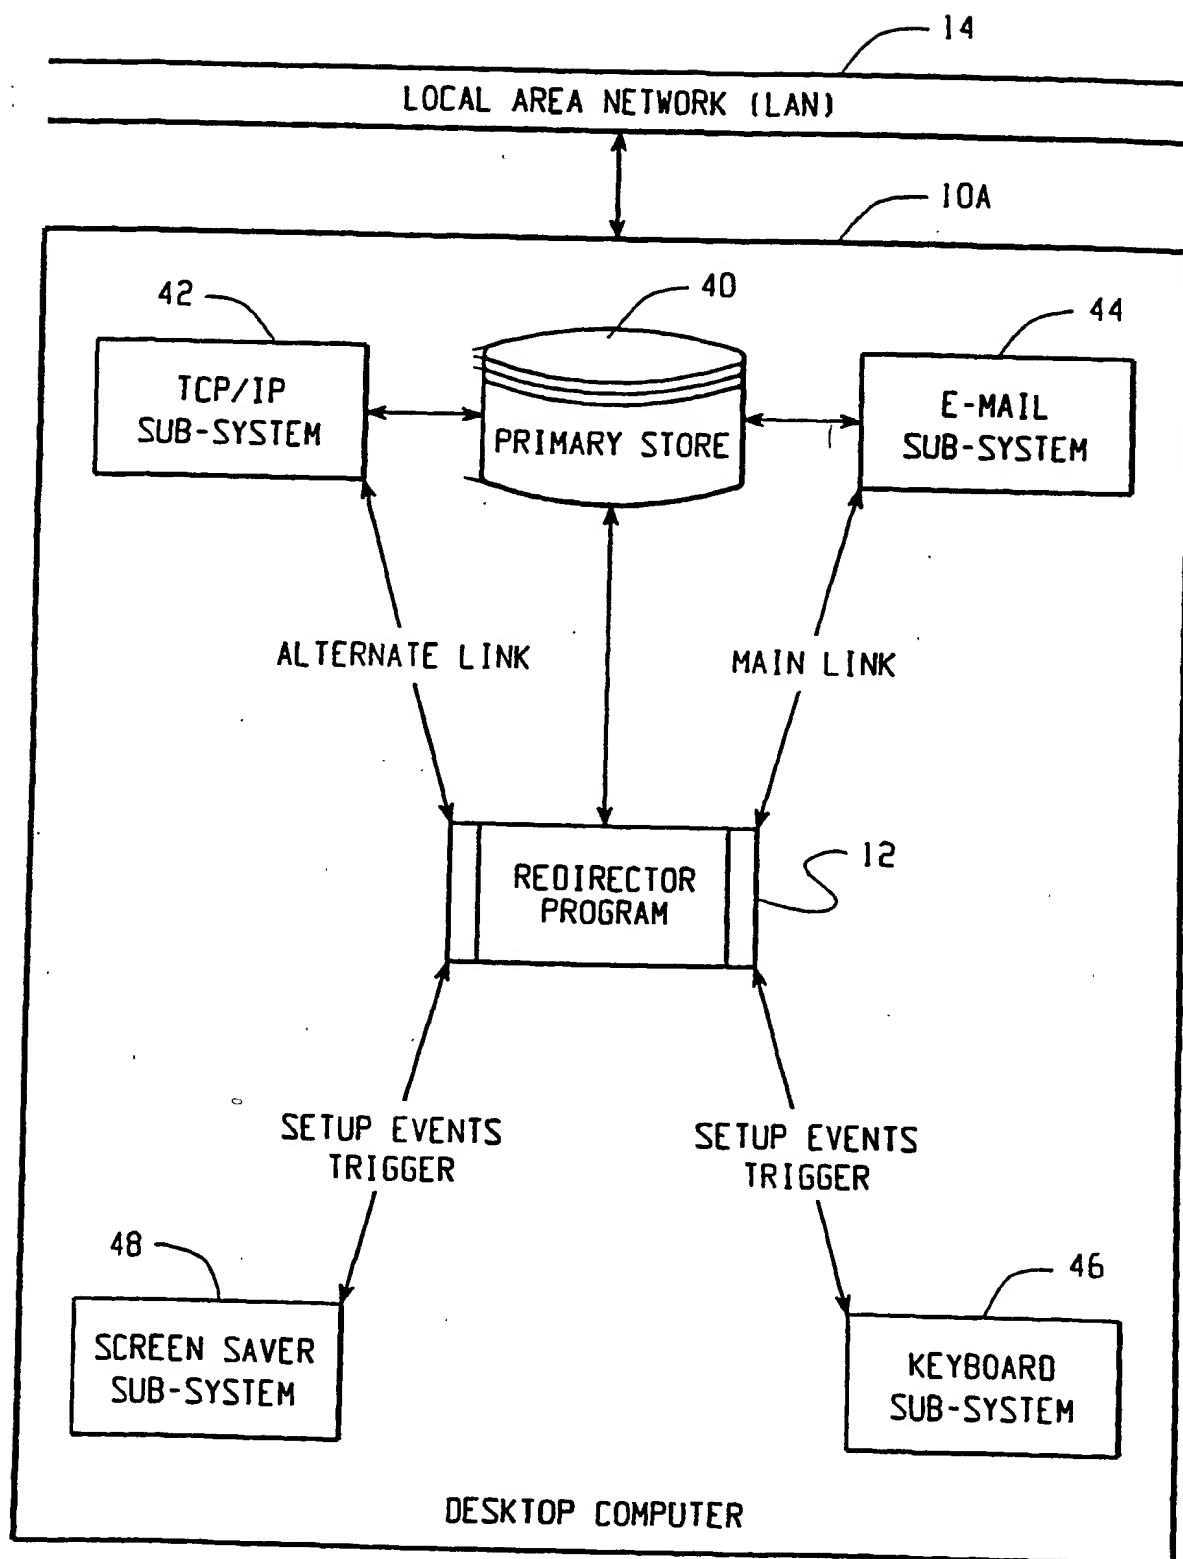 14
LOCAL AREA NETWORK (LAN)
10A
42
40
44
TCP/IP
SUB-SYSTEM
PRIMARY STORE
E-MAIL
SUB-SYSTEM
ALTERNATE LINK
MAIN LINK
12
REDIRECTOR
PROGRAM
SETUP EVENTS
TRIGGER
SETUP EVENTS
TRIGGER
48
46
SCREEN SAVER
SUB-SYSTEM
KEYBOARD
SUB-SYSTEM
DESKTOP COMPUTER